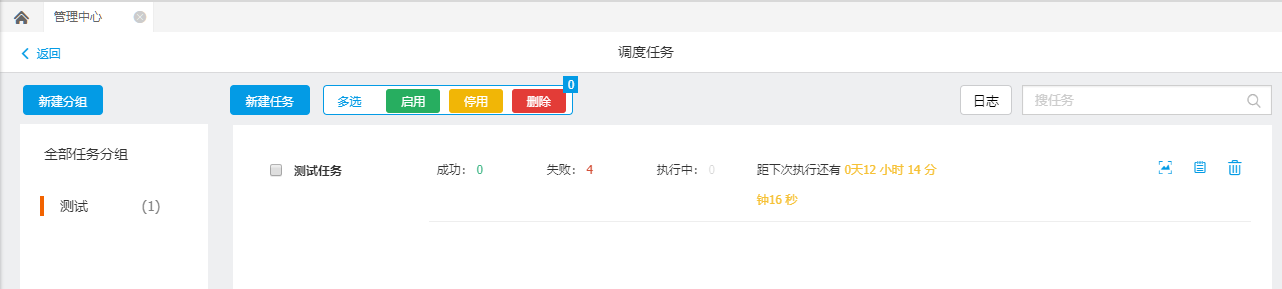 管理中心
返回
调度任务
新建分组
新建任务
多选
启用
停用
删除
0
日志
搜任务
全部任务分组
测试 (1)
测试任务
成功： 0
失败： 4
执行中： 0
距下次执行还有 0天12 小时 14 分
钟16 秒